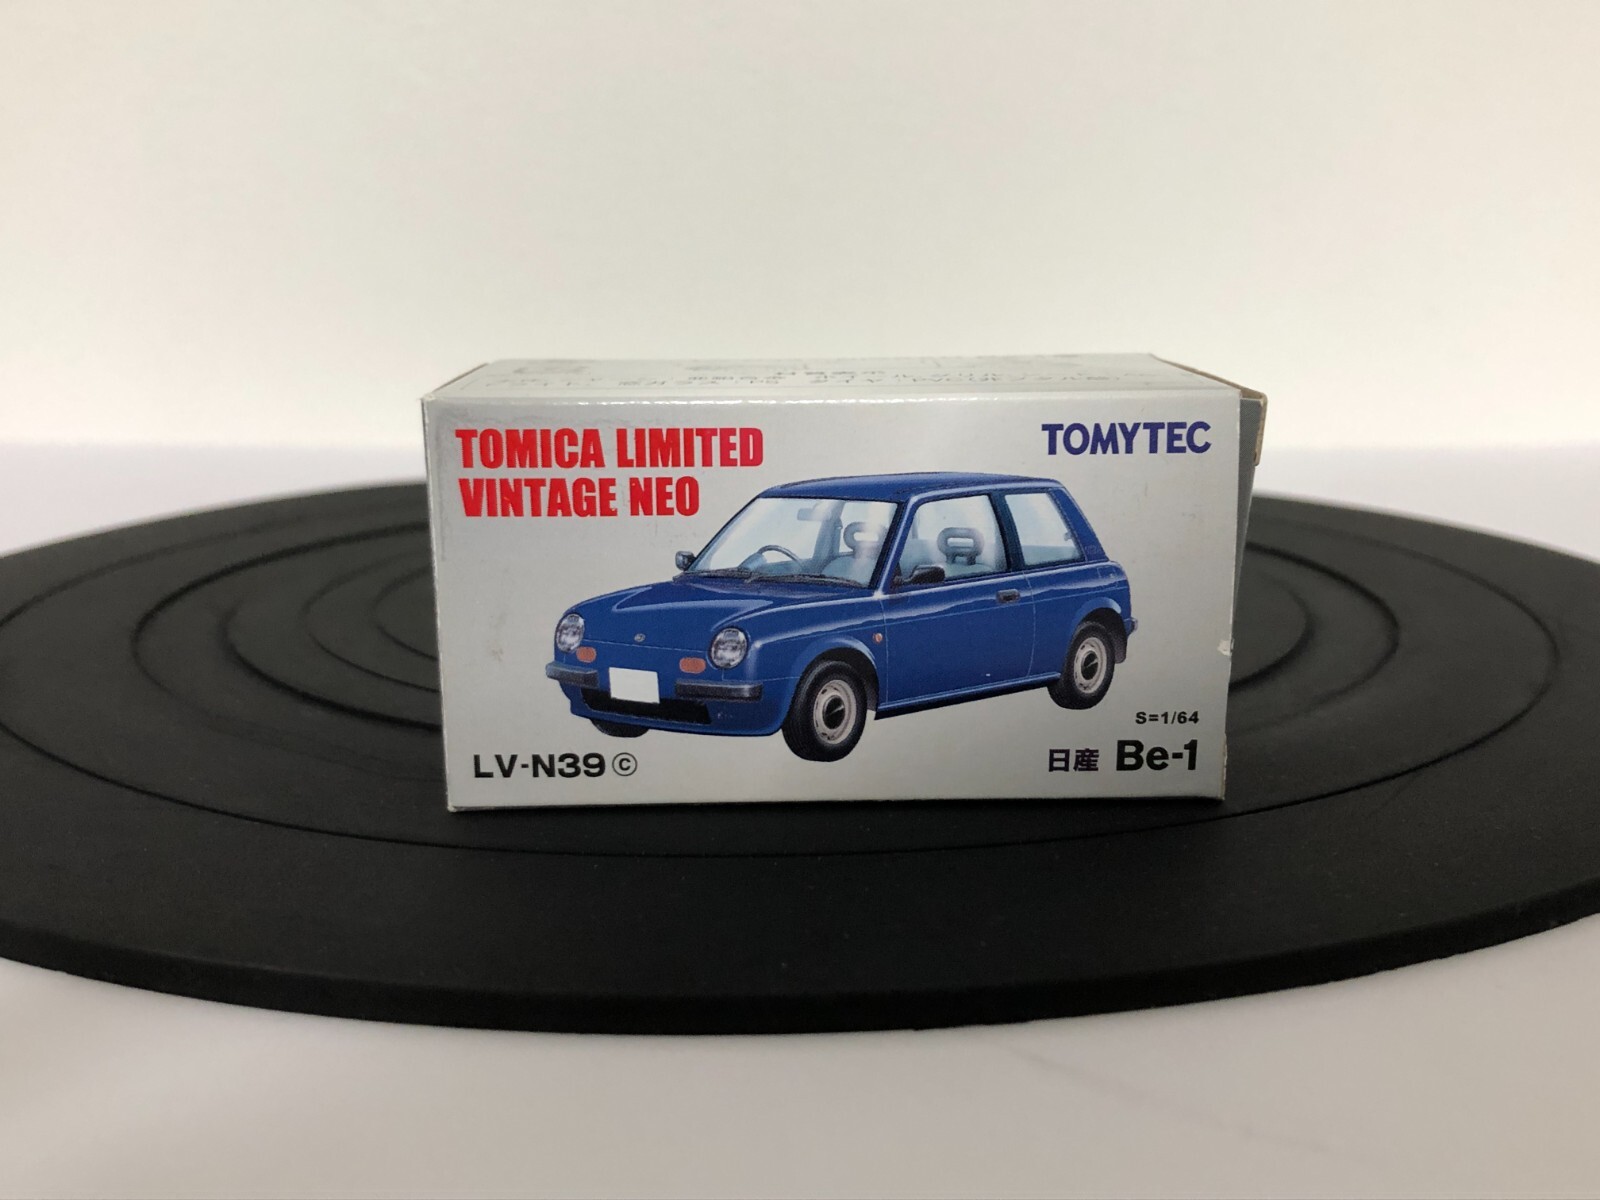 TOMICA LIMITED
VINTAGE NEO
TOMYTEC
S=1/64
LV-N39 ⓒ
日産 Be-1